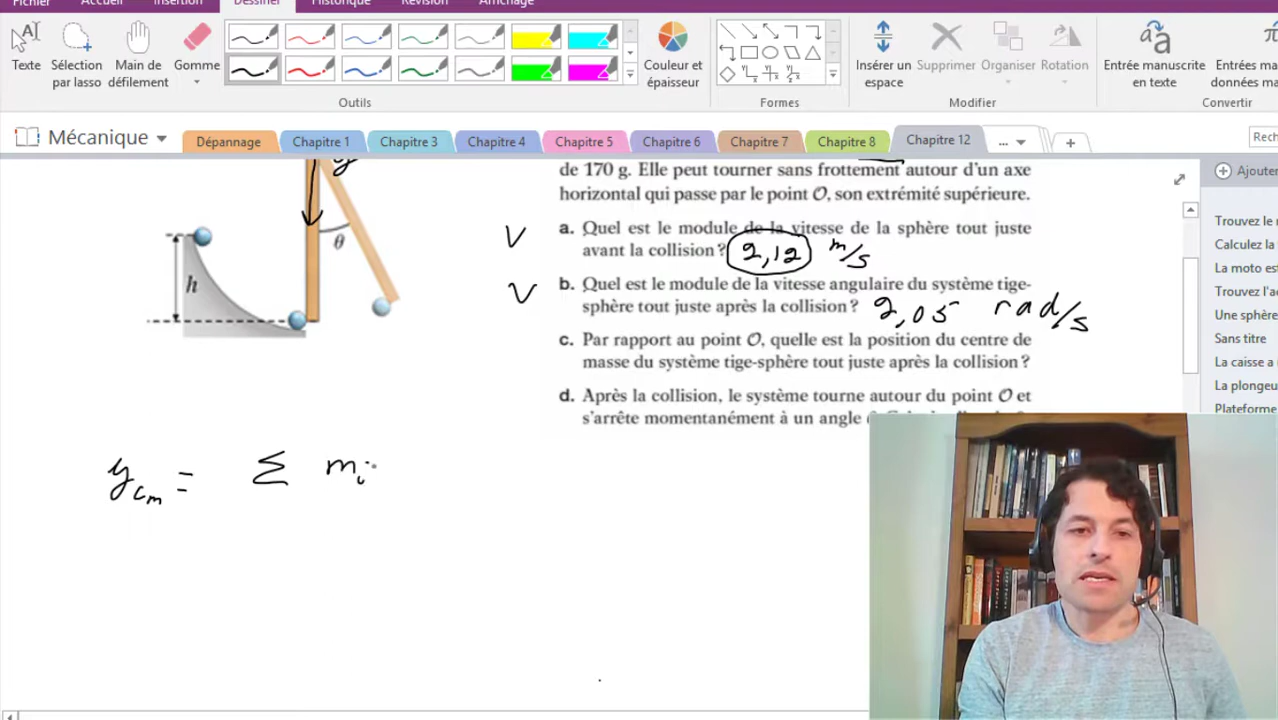 Fichier Accueil Insertion Dessiner Historique Révision Affichage
Texte
Sélection
par lasso
Main de
défilement
Gomme
Couleur et
épaisseur
Insérer un
espace
Supprimer
Organiser
Rotation
Entrée manuscrite
en texte
Outils
Formes
Modifier
Convertir
Mécanique
Dépannage
Chapitre 1
Chapitre 3
Chapitre 4
Chapitre 5
Chapitre 6
Chapitre 7
Chapitre 8
Chapitre 12
...
Rech
Ajouter
y
θ
h
de 170 g. Elle peut tourner sans frottement autour d'un axe
horizontal qui passe par le point O, son extrémité supérieure.
a. Quel est le module de la vitesse de la sphère tout juste
avant la collision ? 2,12 m/s
b. Quel est le module de la vitesse angulaire du système tige-
sphère tout juste après la collision ? 2,05 rad/s
c. Par rapport au point O, quelle est la position du centre de
masse du système tige-sphère tout juste après la collision ?
d. Après la collision, le système tourne autour du point O et
s'arrête momentanément à un angle
y_cm = Σ m_i
Trouvez le
Calculez la
La moto est
Trouvez l'a
Une sphère
Sans titre
La caisse a
La plongeu
Plateforme